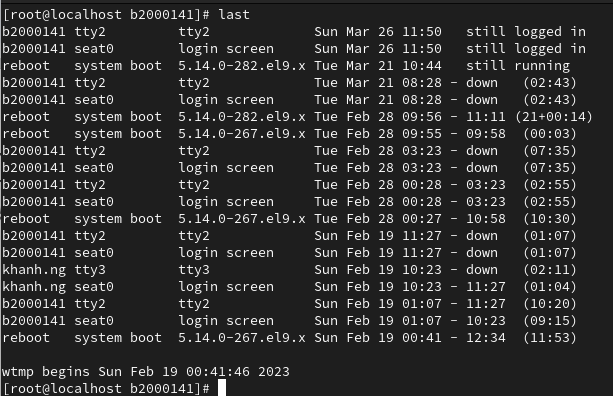 [root@localhost b2000141]# last
b2000141 tty2         tty2             Sun Mar 26 11:50   still logged in
b2000141 seat0        login screen     Sun Mar 26 11:50   still logged in
reboot   system boot  5.14.0-282.el9.x Tue Mar 21 10:44   still running
b2000141 tty2         tty2             Tue Mar 21 08:28 - down   (02:43)
b2000141 seat0        login screen     Tue Mar 21 08:28 - down   (02:43)
reboot   system boot  5.14.0-282.el9.x Tue Feb 28 09:56 - 11:11 (21+00:14)
reboot   system boot  5.14.0-267.el9.x Tue Feb 28 09:55 - 09:58  (00:03)
b2000141 tty2         tty2             Tue Feb 28 03:23 - down   (07:35)
b2000141 seat0        login screen     Tue Feb 28 03:23 - down   (07:35)
b2000141 tty2         tty2             Tue Feb 28 00:28 - 03:23  (02:55)
b2000141 seat0        login screen     Tue Feb 28 00:28 - 03:23  (02:55)
reboot   system boot  5.14.0-267.el9.x Tue Feb 28 00:27 - 10:58  (10:30)
b2000141 tty2         tty2             Sun Feb 19 11:27 - down   (01:07)
b2000141 seat0        login screen     Sun Feb 19 11:27 - down   (01:07)
khanh.ng tty3         tty3             Sun Feb 19 10:23 - down   (02:11)
khanh.ng seat0        login screen     Sun Feb 19 10:23 - 11:27  (01:04)
b2000141 tty2         tty2             Sun Feb 19 01:07 - 11:27  (10:20)
b2000141 seat0        login screen     Sun Feb 19 01:07 - 10:23  (09:15)
reboot   system boot  5.14.0-267.el9.x Sun Feb 19 00:41 - 12:34  (11:53)

wtmp begins Sun Feb 19 00:41:46 2023
[root@localhost b2000141]#